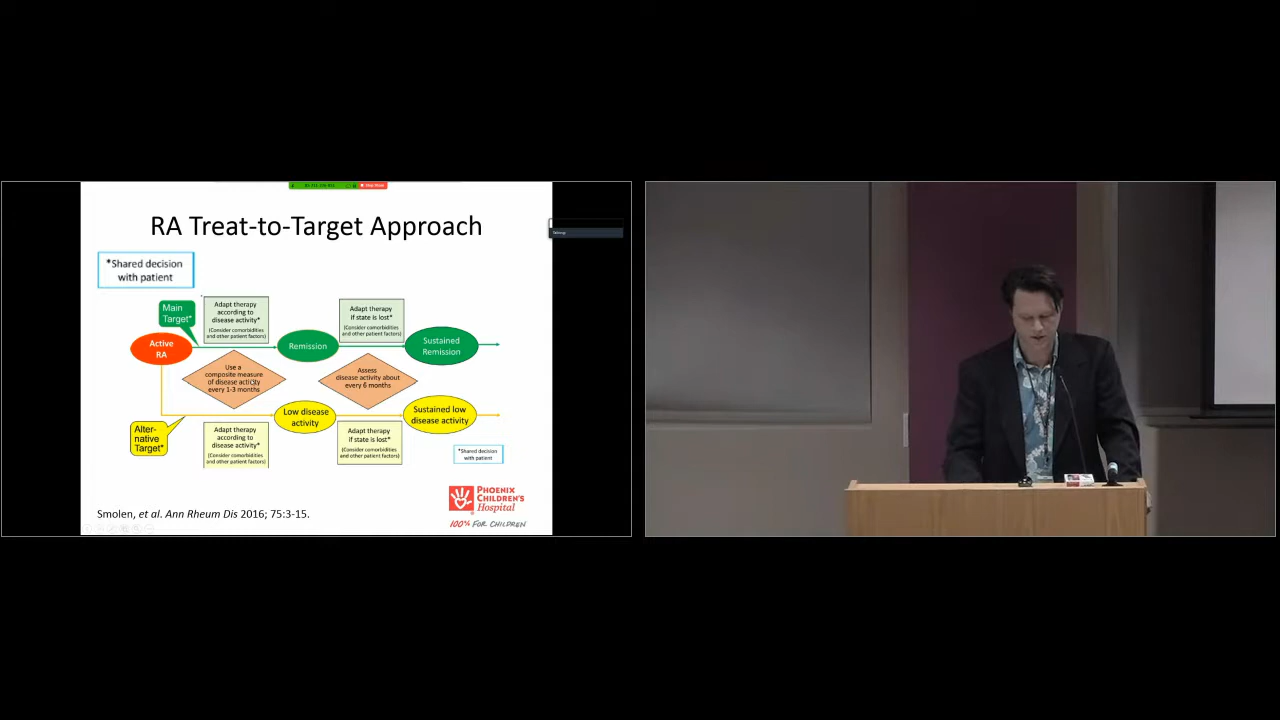 RA Treat-to-Target Approach
*Shared decision
with patient
Main
Target*
Adapt therapy
according to
disease activity*
(Consider comorbidities
and other patient factors)
Adapt therapy
if state is lost*
(Consider comorbidities
and other patient factors)
Active
RA
Remission
Sustained
Remission
Use a
composite measure
of disease activity
every 1-3 months
Assess
disease activity about
every 6 months
Low disease
activity
Sustained low
disease activity
Alter-
native
Target*
Adapt therapy
according to
disease activity*
(Consider comorbidities
and other patient factors)
Adapt therapy
if state is lost*
(Consider comorbidities
and other patient factors)
*Shared decision
with patient
PHOENIX
CHILDREN'S
Hospital
100% FOR CHILDREN
Smolen, et al. Ann Rheum Dis 2016; 75:3-15.